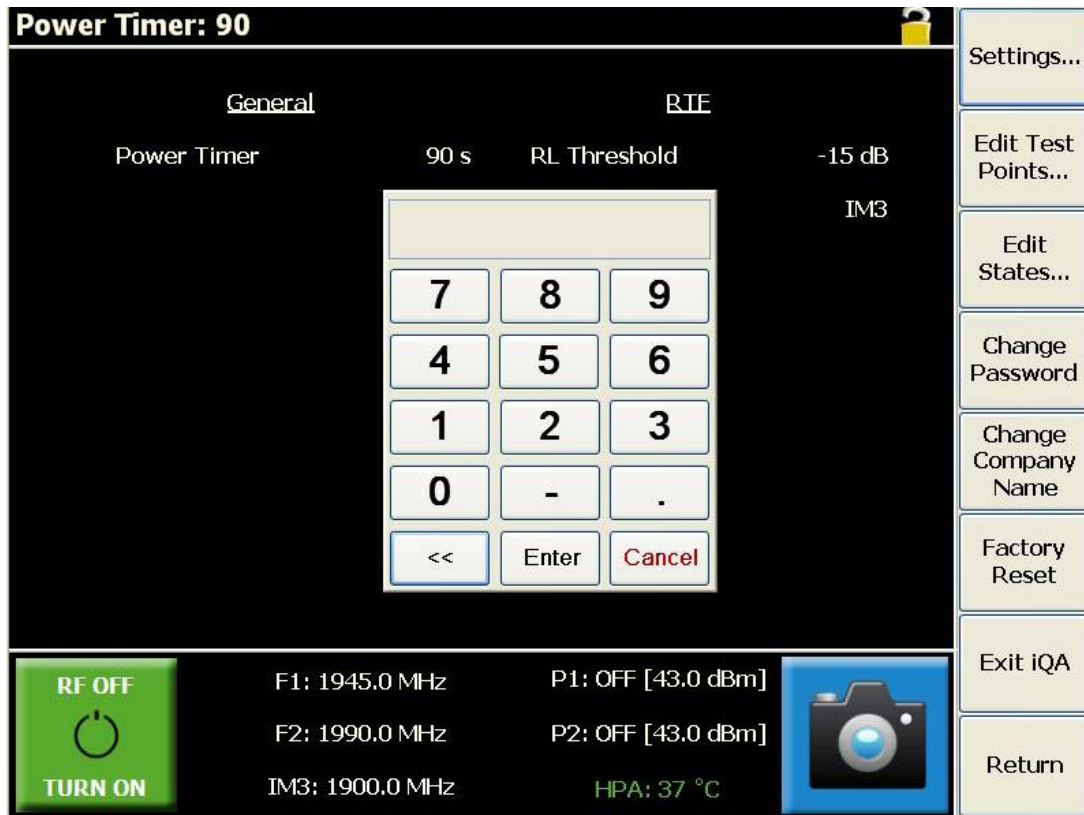 Power Timer: 90
General
RTF
Power Timer 90 s RL Threshold -15 dB
IM3
7 8 9
4 5 6
1 2 3
0 - .
<< Enter Cancel
RF OFF
TURN ON
F1: 1945.0 MHz P1: OFF [43.0 dBm]
F2: 1990.0 MHz P2: OFF [43.0 dBm]
IM3: 1900.0 MHz HPA: 37 °C
Settings...
Edit Test
Points...
Edit
States...
Change
Password
Change
Company
Name
Factory
Reset
Exit iQA
Return